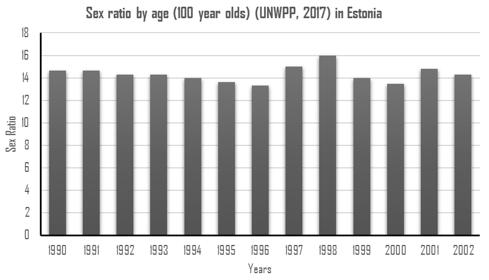 Sex ratio by age (100 year olds) (UNWPP, 2017) in Estonia
18
16
14
12
10
8
6
4
2
0
Sex Ratio
1990 1991 1992 1993 1994 1995 1996 1997 1998 1999 2000 2001 2002
Years